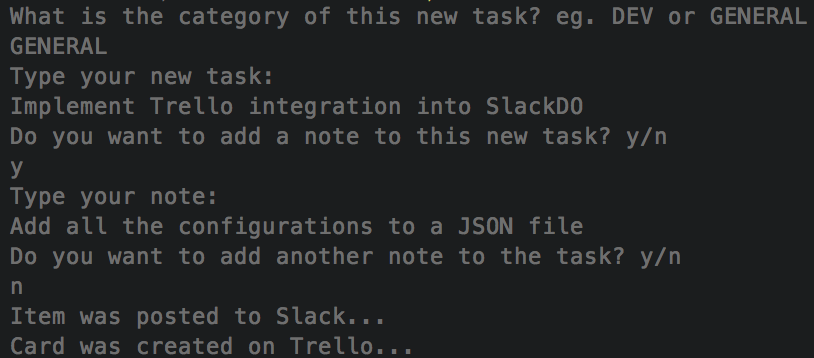 What is the category of this new task? eg. DEV or GENERAL
GENERAL
Type your new task:
Implement Trello integration into SlackDO
Do you want to add a note to this new task? y/n
y
Type your note:
Add all the configurations to a JSON file
Do you want to add another note to the task? y/n
n
Item was posted to Slack...
Card was created on Trello...